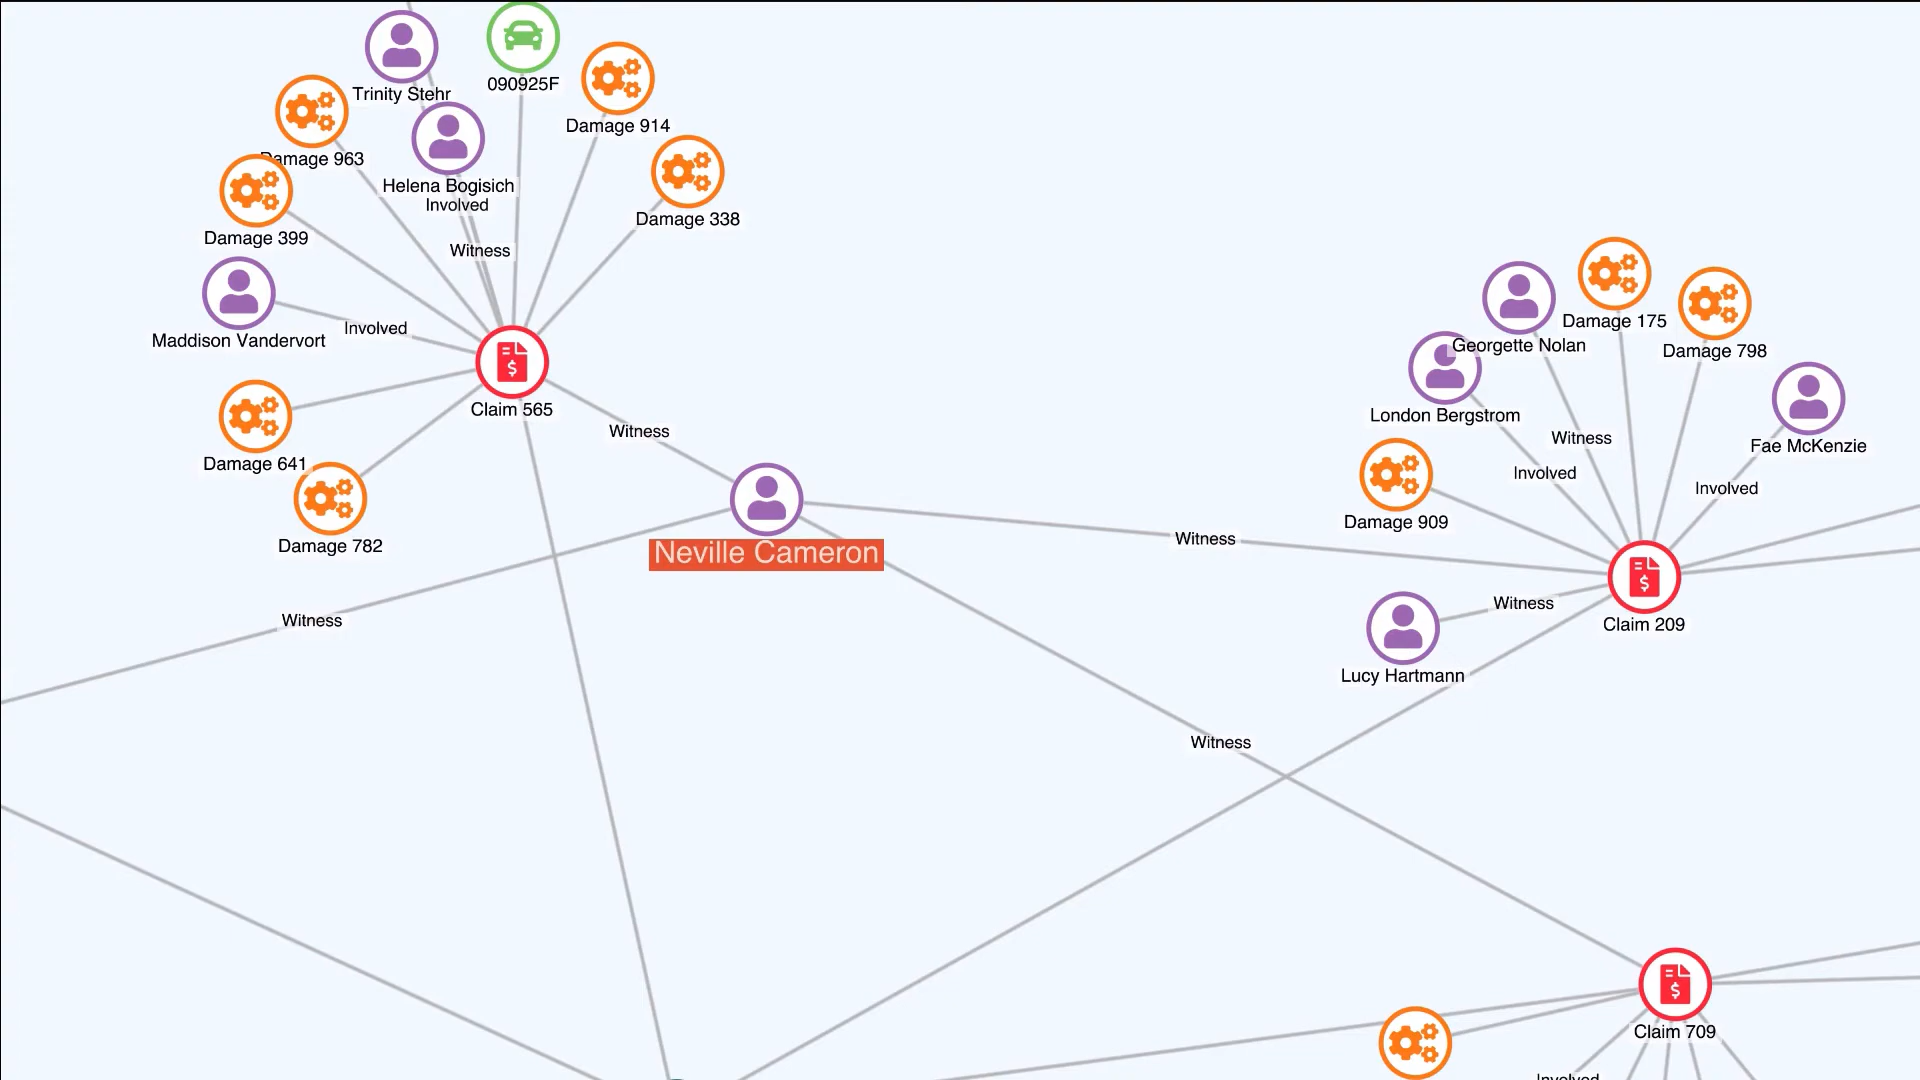 Trinity Stehr
090925F
Damage 914
Damage 963
Helena Bogisich
Involved
Damage 338
Damage 399
Witness
Maddison Vandervort
Involved
$
Claim 565
Witness
Damage 641
Damage 782
Neville Cameron
Witness
Witness
Witness
Georgette Nolan
Damage 175
Damage 798
London Bergstrom
Witness
Fae McKenzie
Involved
Involved
Damage 909
$
Witness
Claim 209
Lucy Hartmann
$
Claim 709
Involved